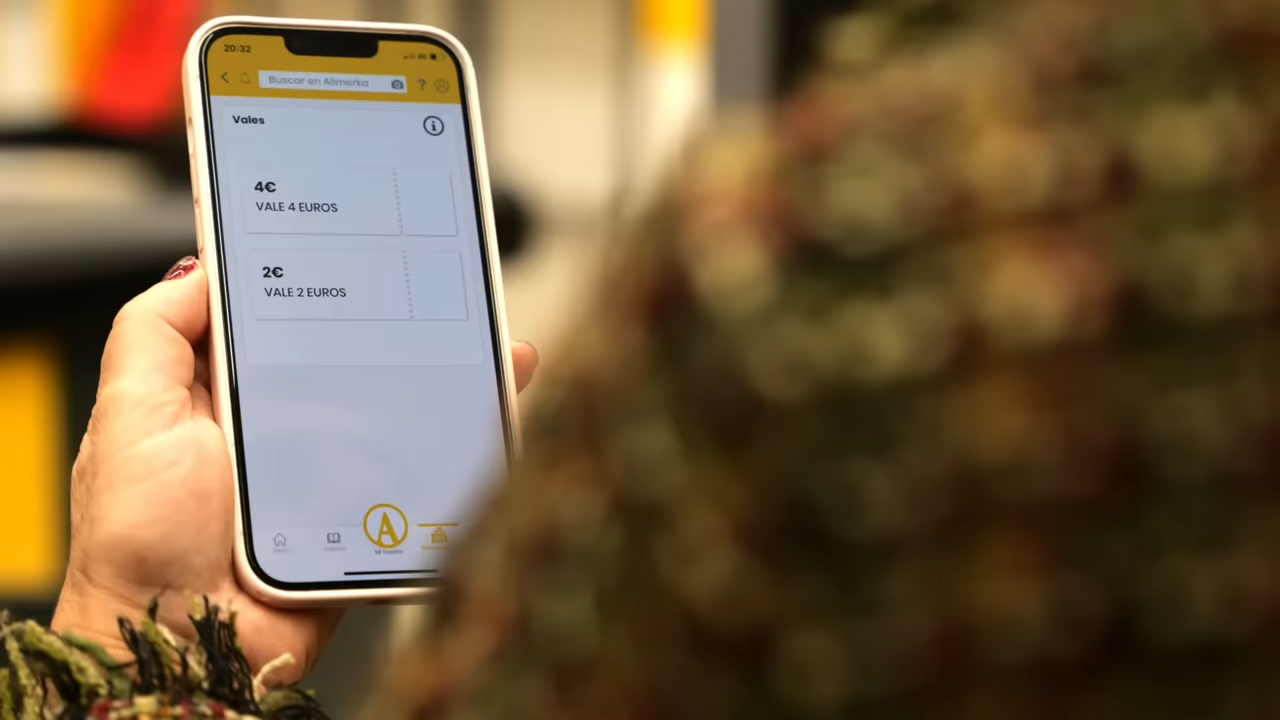 20:32
Buscar en Alimerka
?
Vales
i
4€
VALE 4 EUROS
2€
VALE 2 EUROS
A